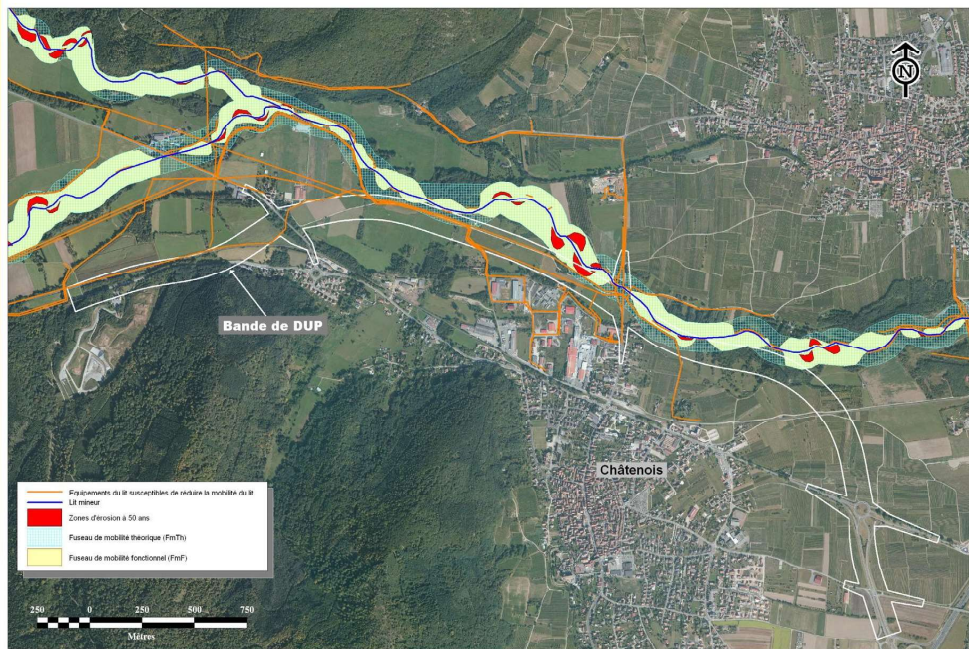 N
Bande de DUP
Châtenois
Equipements du lit susceptibles de réduire la mobilité du lit
Lit mineur
Zones d'érosion à 50 ans
Fuseau de mobilité théorique (FmTh)
Fuseau de mobilité fonctionnel (FmF)
250 0 250 500 750
Mètres